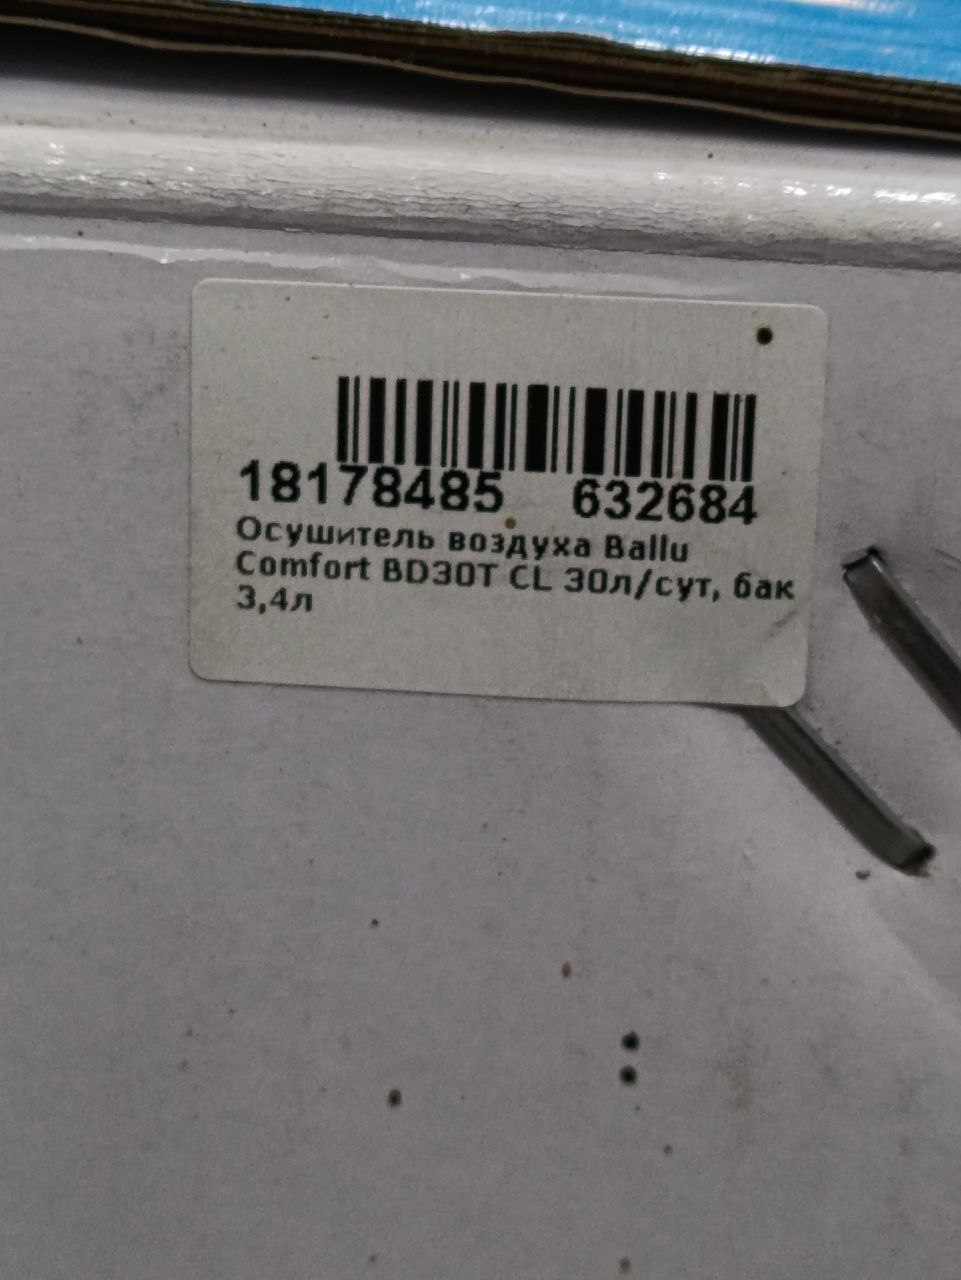 18178485 632684
Осушитель воздуха Ballu
Comfort BD30T CL 30л/сут, бак
3,4л